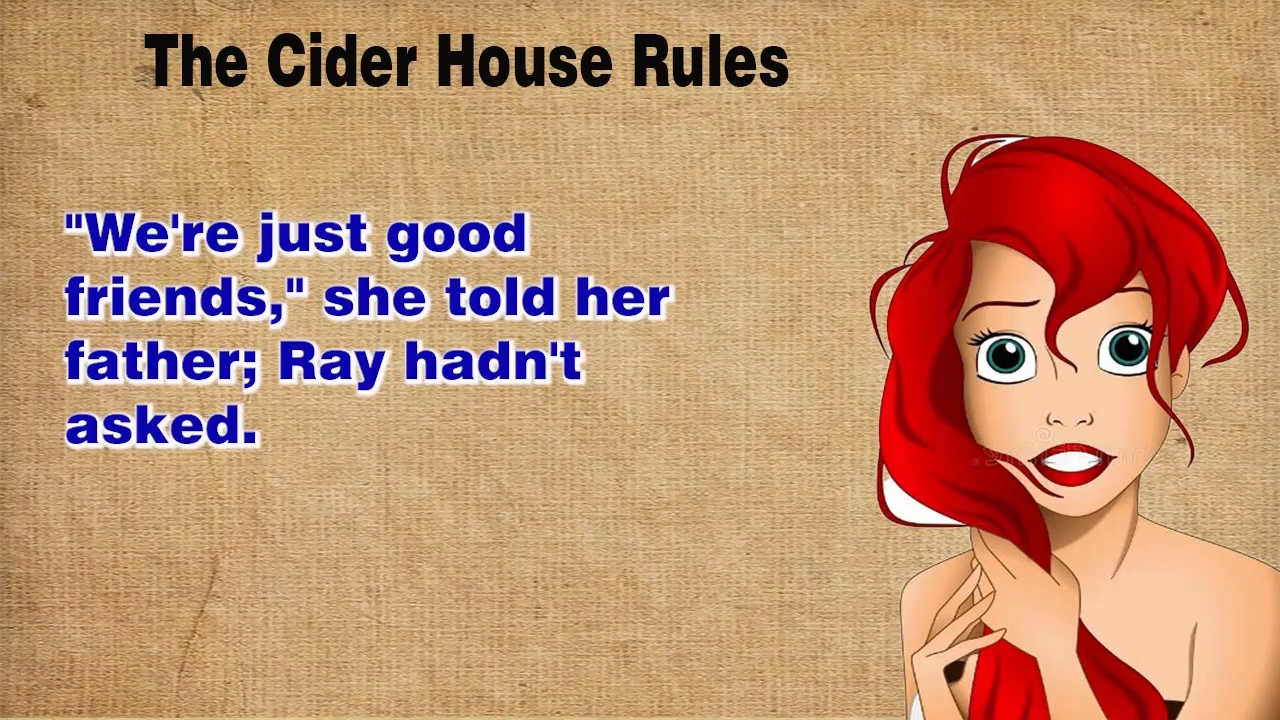 The Cider House Rules
"We're just good
friends," she told her
father; Ray hadn't
asked.